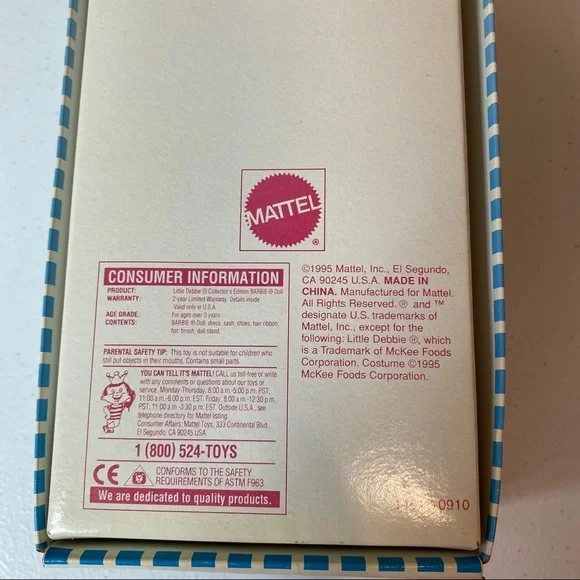 MATTEL
®
CONSUMER INFORMATION
PRODUCT: Little Debbie ® Collector's Edition BARBIE ® Doll
WARRANTY: 2-year Limited Warranty. Details inside
Valid only in U.S.A
AGE GRADE: For ages over 3 years
CONTENTS: BARBIE ® Doll, dress, sash, shoes, hair ribbon,
hat, brush, doll stand
PARENTAL SAFETY TIP: This toy is not suitable for children who
still put objects in their mouths. Contains small parts.
YOU CAN TELL IT'S MATTEL! CALL us toll-free or write
with any comments or questions about our toys or
service. Monday-Thursday, 8:00 a.m.-5:00 p.m. PST;
11:00 a.m.-8:00 p.m. EST. Friday, 8:00 a.m.-12:30 p.m.
PST; 11:00 a.m.-3:30 p.m. EST. Outside U.S.A., see
telephone directory for Mattel listing.
Consumer Affairs, Mattel Toys, 333 Continental Blvd.,
El Segundo, CA 90245 USA
1 (800) 524-TOYS
CE CONFORMS TO THE SAFETY
REQUIREMENTS OF ASTM F963
We are dedicated to quality products.
©1995 Mattel, Inc., El Segundo,
CA 90245 U.S.A. MADE IN
CHINA. Manufactured for Mattel.
All Rights Reserved. ® and ™
designate U.S. trademarks of
Mattel, Inc., except for the
following: Little Debbie ®, which
is a Trademark of McKee Foods
Corporation. Costume ©1995
McKee Foods Corporation.
0910